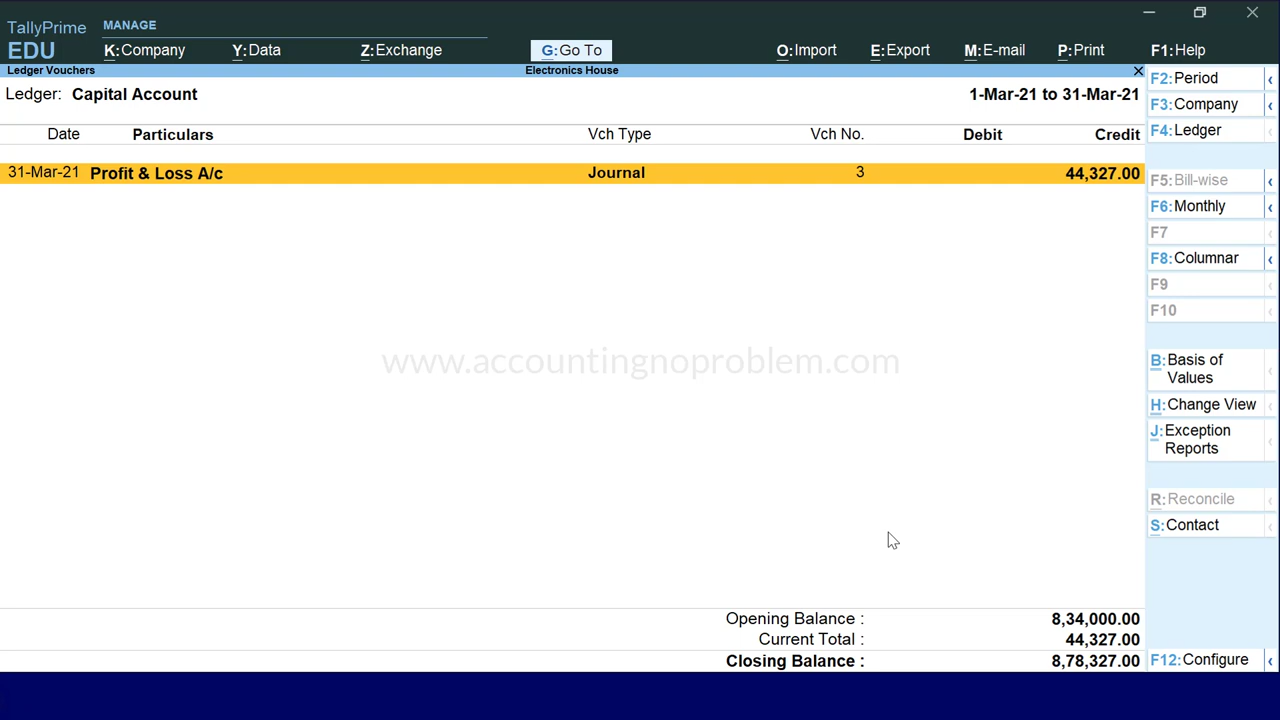 TallyPrime MANAGE
EDU K:Company Y:Data Z:Exchange G:Go To O:Import E:Export M:E-mail P:Print F1:Help
Ledger Vouchers Electronics House
Ledger: Capital Account 1-Mar-21 to 31-Mar-21
Date Particulars Vch Type Vch No. Debit Credit
31-Mar-21 Profit & Loss A/c Journal 3 44,327.00
www.accountingnoproblem.com
Opening Balance : 8,34,000.00
Current Total : 44,327.00
Closing Balance : 8,78,327.00
F2:Period
F3:Company
F4:Ledger
F5:Bill-wise
F6:Monthly
F7
F8:Columnar
F9
F10
B:Basis of
Values
H:Change View
J:Exception
Reports
R:Reconcile
S:Contact
F12:Configure